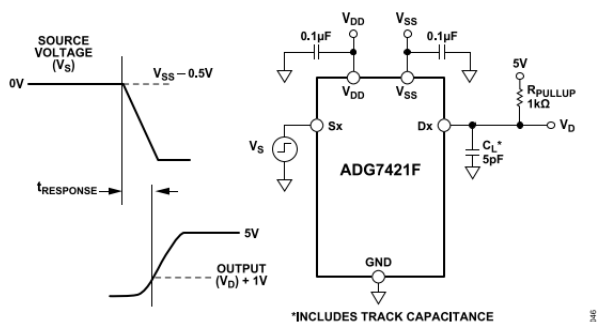 SOURCE
VOLTAGE
(VS)
0V
VSS – 0.5V
tRESPONSE
5V
OUTPUT
(VD) + 1V
VDD
VSS
0.1µF
0.1µF
VDD
VSS
5V
RPULLUP
1kΩ
Sx
Dx
VD
VS
CL*
5pF
ADG7421F
GND
*INCLUDES TRACK CAPACITANCE
046